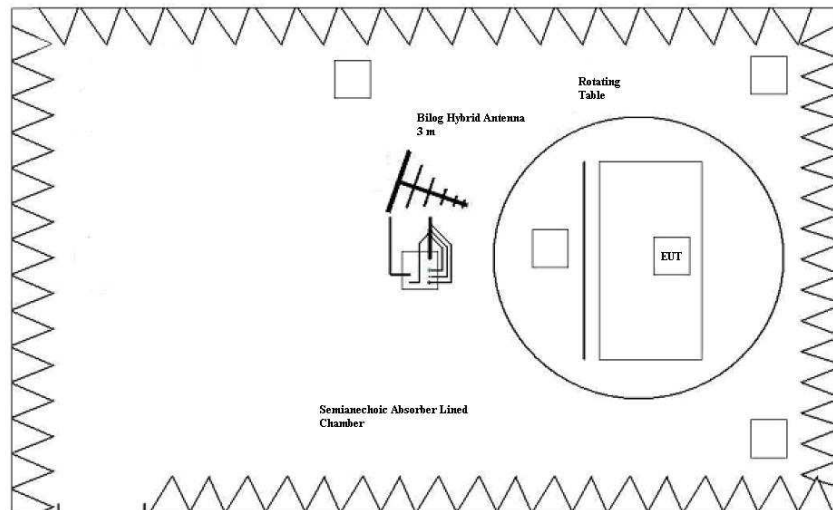 Rotating
Table
Bilog Hybrid Antenna
3 m
EUT
Semianechoic Absorber Lined
Chamber